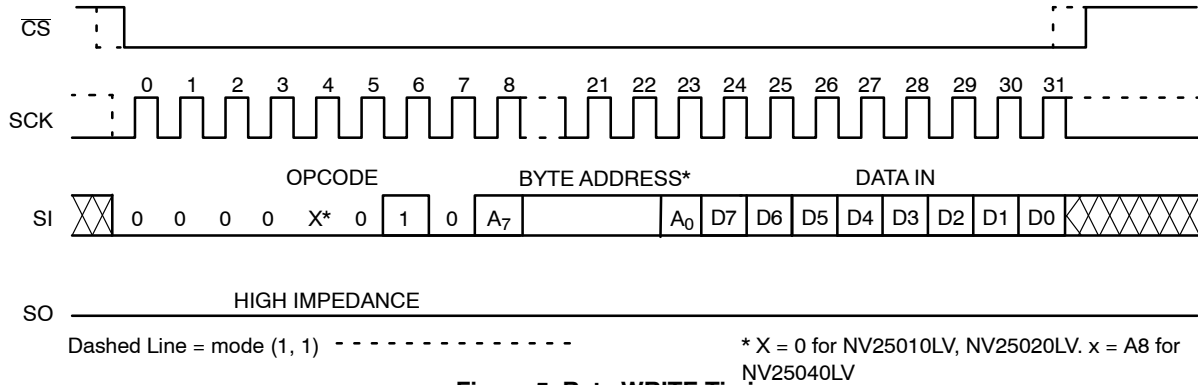 CS
0 1 2 3 4 5 6 7 8 21 22 23 24 25 26 27 28 29 30 31
SCK
OPCODE BYTE ADDRESS* DATA IN
SI 0 0 0 0 X* 0 1 0 A7 A0 D7 D6 D5 D4 D3 D2 D1 D0
HIGH IMPEDANCE
SO
Dashed Line = mode (1, 1) * X = 0 for NV25010LV, NV25020LV. x = A8 for
NV25040LV